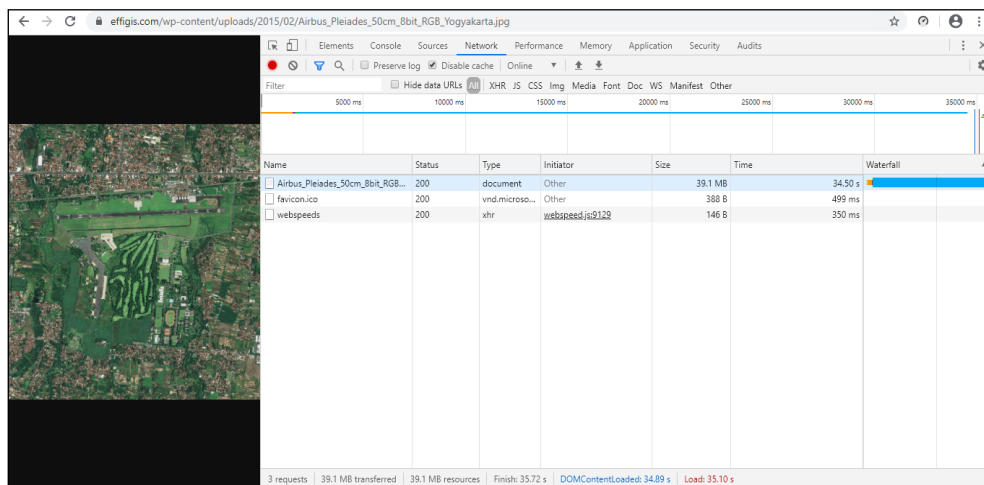 effigis.com/wp-content/uploads/2015/02/Airbus_Pleiades_50cm_8bit_RGB_Yogyakarta.jpg
Elements Console Sources Network Performance Memory Application Security Audits
Preserve log Disable cache Online
Filter Hide data URLs All XHR JS CSS Img Media Font Doc WS Manifest Other
5000 ms 10000 ms 15000 ms 20000 ms 25000 ms 30000 ms 35000 ms
Name Status Type Initiator Size Time Waterfall
Airbus_Pleiades_50cm_8bit_RGB... 200 document Other 39.1 MB 34.50 s
favicon.ico 200 vnd.microso... Other 388 B 499 ms
webspeeds 200 xhr webspeed.js:9129 146 B 350 ms
3 requests 39.1 MB transferred 39.1 MB resources Finish: 35.72 s DOMContentLoaded: 34.89 s Load: 35.10 s